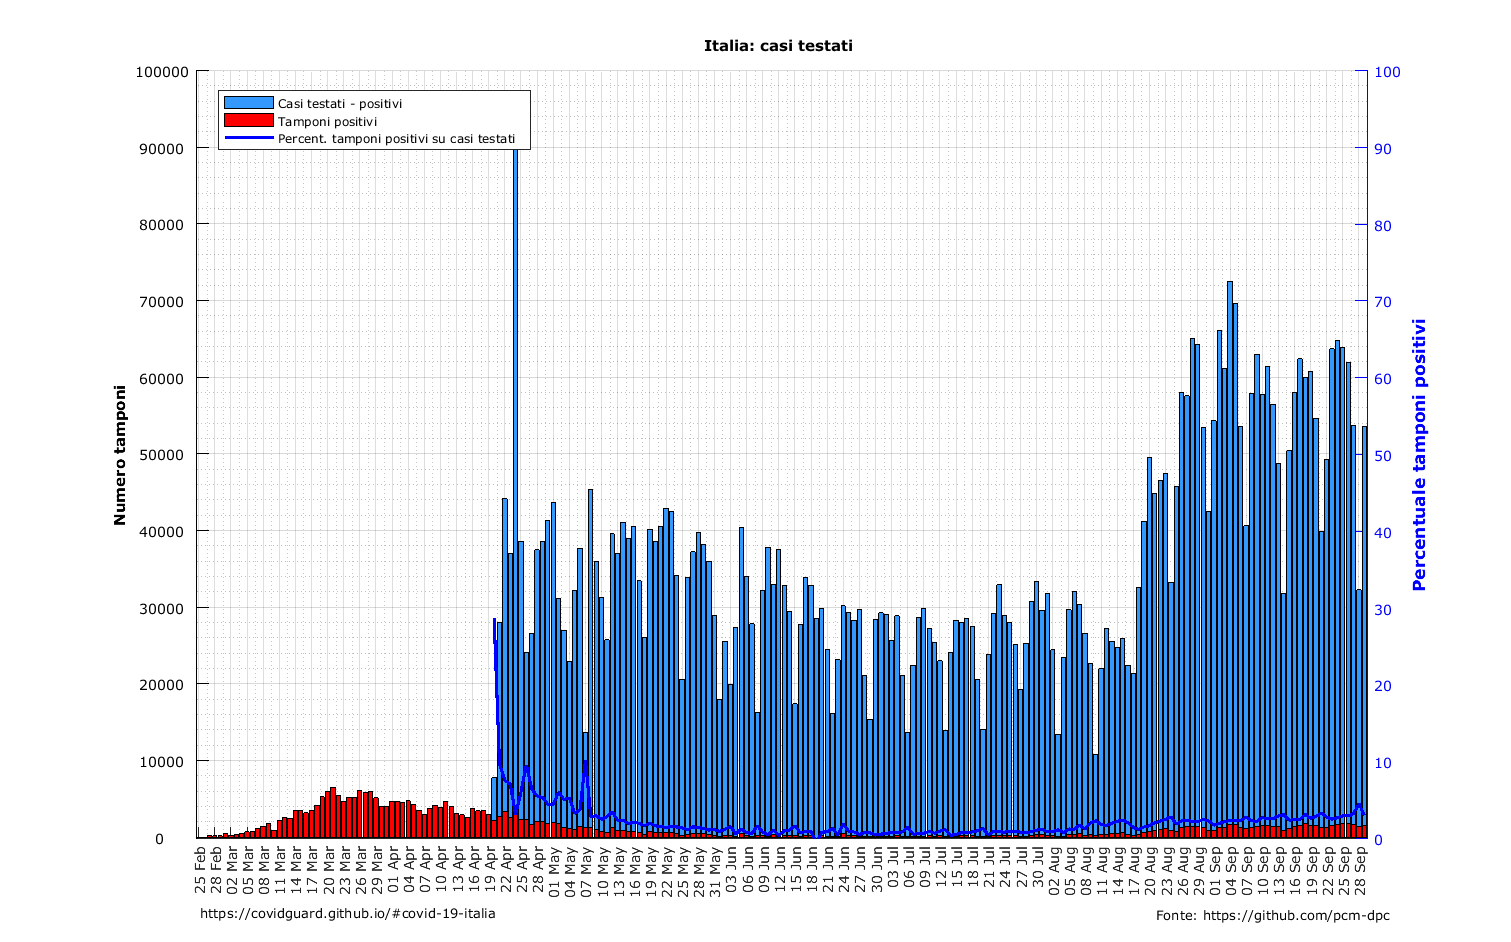 Italia: casi testati
Casi testati - positivi
Tamponi positivi
Percent. tamponi positivi su casi testati
Numero tamponi
100000
90000
80000
70000
60000
50000
40000
30000
20000
10000
0
100
90
80
70
60
50
40
30
20
10
0
Percentuale tamponi positivi
25 Feb
28 Feb
02 Mar
05 Mar
08 Mar
11 Mar
14 Mar
17 Mar
20 Mar
23 Mar
26 Mar
29 Mar
01 Apr
04 Apr
07 Apr
10 Apr
13 Apr
16 Apr
19 Apr
22 Apr
25 Apr
28 Apr
01 May
04 May
07 May
10 May
13 May
16 May
19 May
22 May
25 May
28 May
31 May
03 Jun
06 Jun
09 Jun
12 Jun
15 Jun
18 Jun
21 Jun
24 Jun
27 Jun
30 Jun
03 Jul
06 Jul
09 Jul
12 Jul
15 Jul
18 Jul
21 Jul
24 Jul
27 Jul
30 Jul
02 Aug
05 Aug
08 Aug
11 Aug
14 Aug
17 Aug
20 Aug
23 Aug
26 Aug
29 Aug
01 Sep
04 Sep
07 Sep
10 Sep
13 Sep
16 Sep
19 Sep
22 Sep
25 Sep
28 Sep
https://covidguard.github.io/#covid-19-italia
Fonte: https://github.com/pcm-dpc